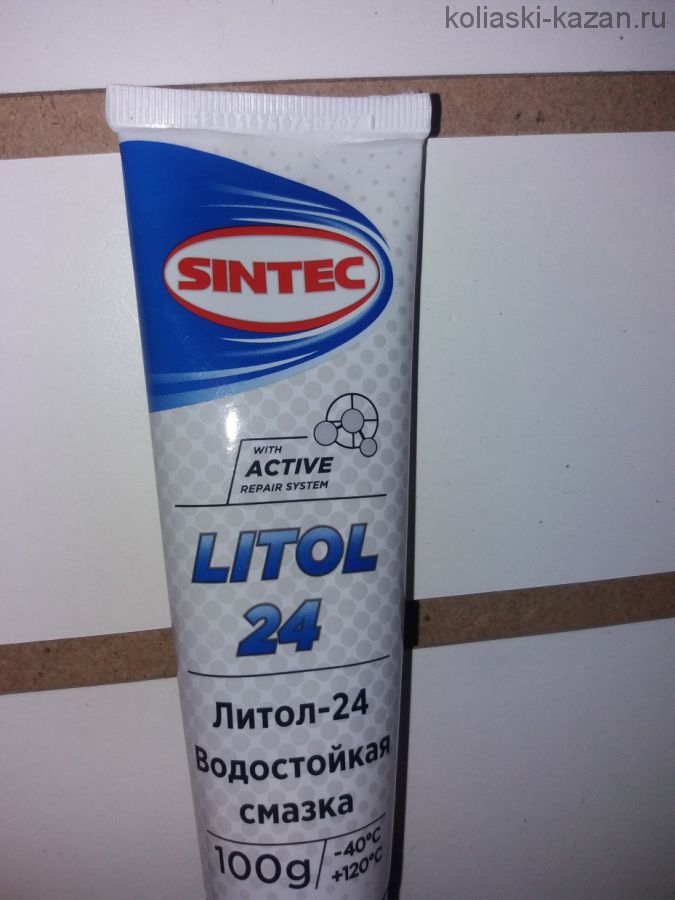 koliaski-kazan.ru
SINTEC
WITH
ACTIVE
REPAIR SYSTEM
LITOL
24
Литол-24
Водостойкая
смазка
100g
-40°C
+120°C